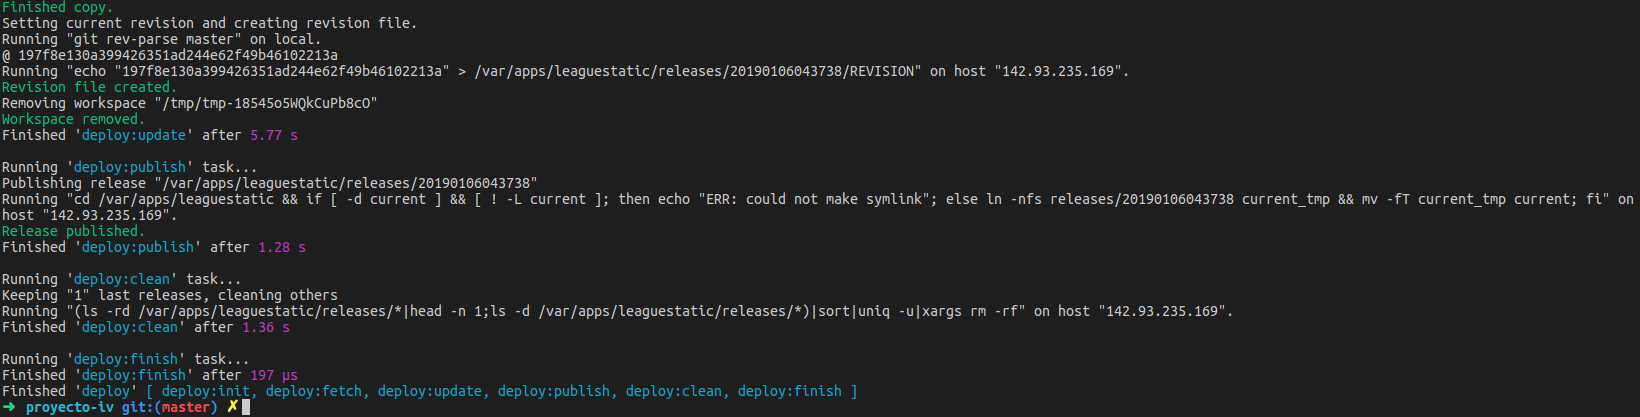 Finished copy.
Setting current revision and creating revision file.
Running "git rev-parse master" on local.
@ 197f8e130a399426351ad244e62f49b46102213a
Running "echo "197f8e130a399426351ad244e62f49b46102213a" > /var/apps/leaguestatic/releases/20190106043738/REVISION" on host "142.93.235.169".
Revision file created.
Removing workspace "/tmp/tmp-18545o5WQkCuPb8cO"
Workspace removed.
Finished 'deploy:update' after 5.77 s

Running 'deploy:publish' task...
Publishing release "/var/apps/leaguestatic/releases/20190106043738"
Running "cd /var/apps/leaguestatic && if [ -d current ] && [ ! -L current ]; then echo "ERR: could not make symlink"; else ln -nfs releases/20190106043738 current_tmp && mv -fT current_tmp current; fi" on
host "142.93.235.169".
Release published.
Finished 'deploy:publish' after 1.28 s

Running 'deploy:clean' task...
Keeping "1" last releases, cleaning others
Running "(ls -rd /var/apps/leaguestatic/releases/*|head -n 1;ls -d /var/apps/leaguestatic/releases/*)|sort|uniq -u|xargs rm -rf" on host "142.93.235.169".
Finished 'deploy:clean' after 1.36 s

Running 'deploy:finish' task...
Finished 'deploy:finish' after 197 μs
Finished 'deploy' [ deploy:init, deploy:fetch, deploy:update, deploy:publish, deploy:clean, deploy:finish ]
➜ proyecto-iv git:(master) ✗